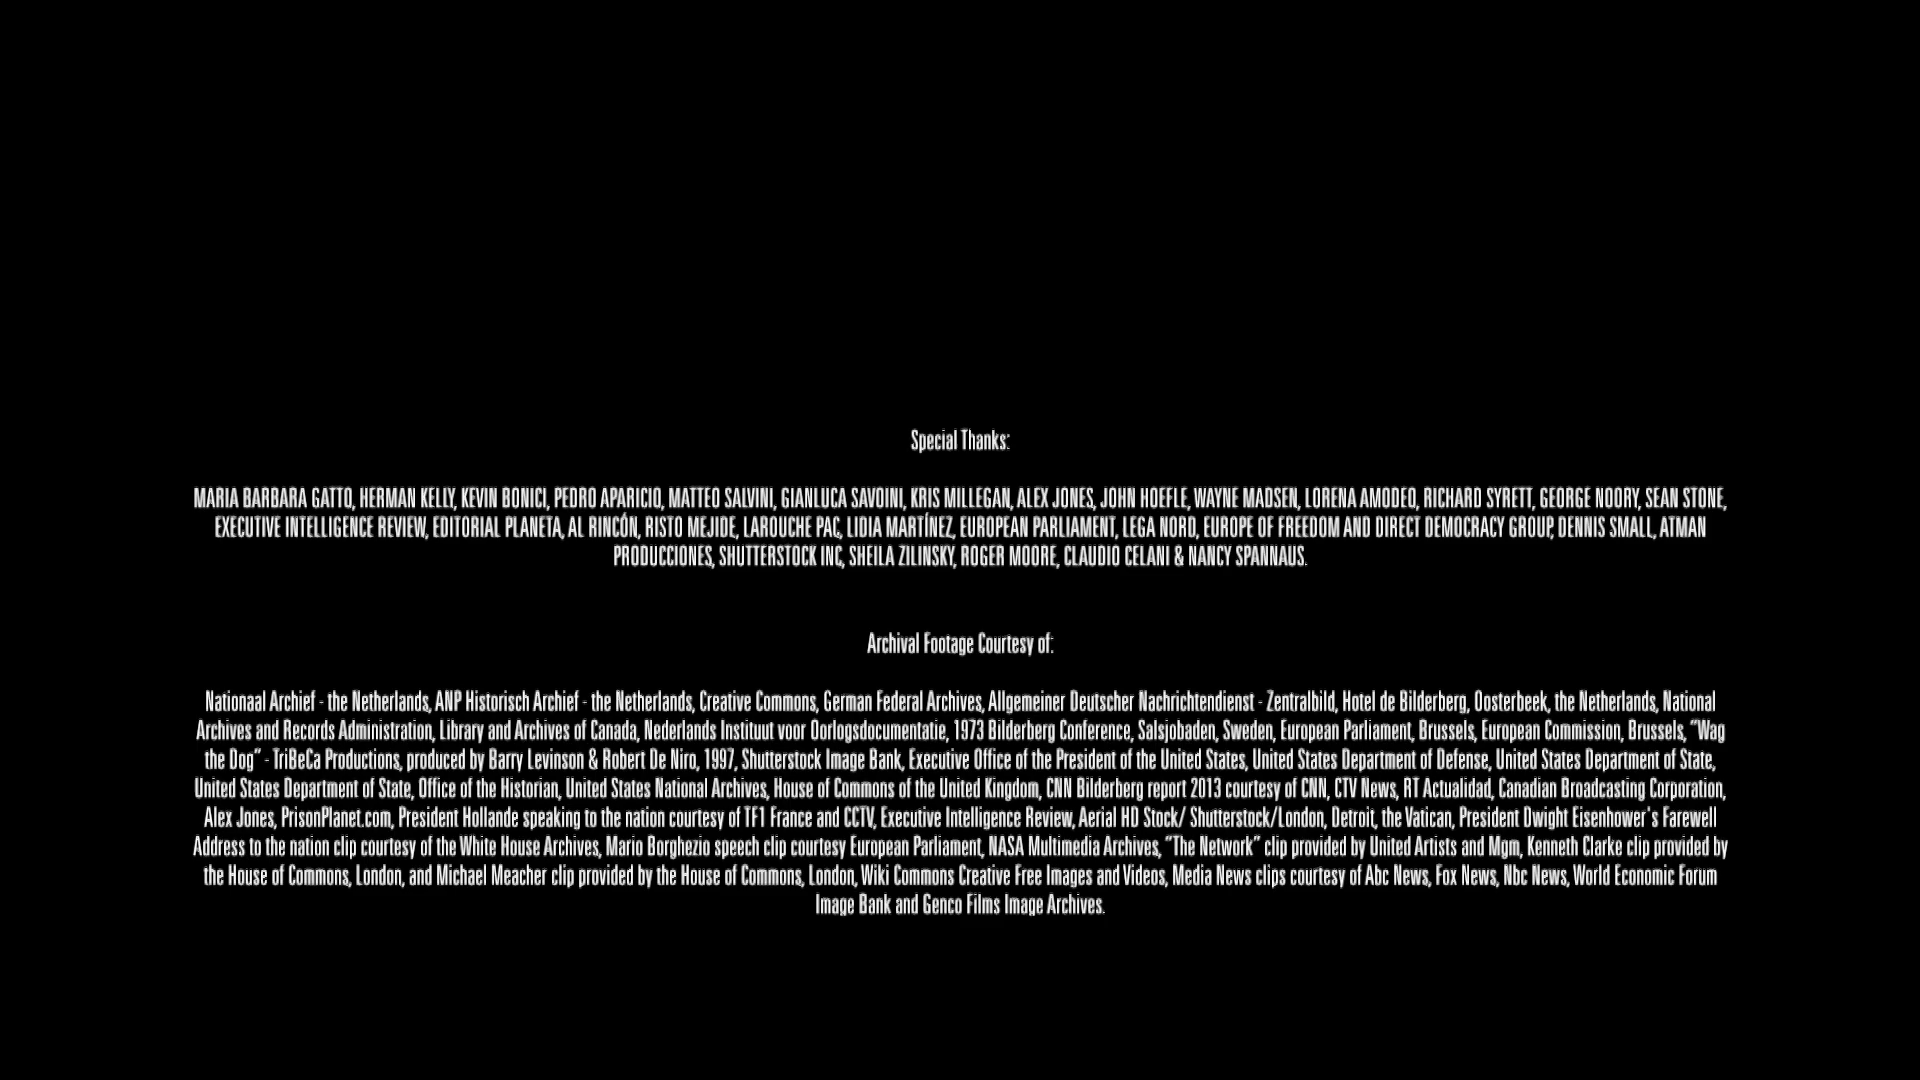 Special Thanks:
MARIA BARBARA GATTO, HERMAN KELLY, KEVIN BONICI, PEDRO APARICIO, MATTEO SALVINI, GIANLUCA SAVOINI, KRIS MILLEGAN, ALEX JONES, JOHN HOEFLE, WAYNE MADSEN, LORENA AMODEO, RICHARD SYRETT, GEORGE NOORY, SEAN STONE,
EXECUTIVE INTELLIGENCE REVIEW, EDITORIAL PLANETA, AL RINCÓN, RISTO MEJIDE, LAROUCHE PAC, LIDIA MARTÍNEZ, EUROPEAN PARLIAMENT, LEGA NORD, EUROPE OF FREEDOM AND DIRECT DEMOCRACY GROUP, DENNIS SMALL, ATMAN
PRODUCCIONES, SHUTTERSTOCK INC, SHEILA ZILINSKY, ROGER MOORE, CLAUDIO CELANI & NANCY SPANNAUS.
Archival Footage Courtesy of:
Nationaal Archief - the Netherlands, ANP Historisch Archief - the Netherlands, Creative Commons, German Federal Archives, Allgemeiner Deutscher Nachrichtendienst - Zentralbild, Hotel de Bilderberg, Oosterbeek, the Netherlands, National
Archives and Records Administration, Library and Archives of Canada, Nederlands Instituut voor Oorlogsdocumentatie, 1973 Bilderberg Conference, Salsjobaden, Sweden, European Parliament, Brussels, European Commission, Brussels, "Wag
the Dog" - TriBeCa Productions, produced by Barry Levinson & Robert De Niro, 1997, Shutterstock Image Bank, Executive Office of the President of the United States, United States Department of Defense, United States Department of State,
United States Department of State, Office of the Historian, United States National Archives, House of Commons of the United Kingdom, CNN Bilderberg report 2013 courtesy of CNN, CTV News, RT Actualidad, Canadian Broadcasting Corporation,
Alex Jones, PrisonPlanet.com, President Hollande speaking to the nation courtesy of TF1 France and CCTV, Executive Intelligence Review, Aerial HD Stock/ Shutterstock/London, Detroit, the Vatican, President Dwight Eisenhower's Farewell
Address to the nation clip courtesy of the White House Archives, Mario Borghezio speech clip courtesy European Parliament, NASA Multimedia Archives, "The Network" clip provided by United Artists and Mgm, Kenneth Clarke clip provided by
the House of Commons, London, and Michael Meacher clip provided by the House of Commons, London, Wiki Commons Creative Free Images and Videos, Media News clips courtesy of Abc News, Fox News, Nbc News, World Economic Forum
Image Bank and Genco Films Image Archives.